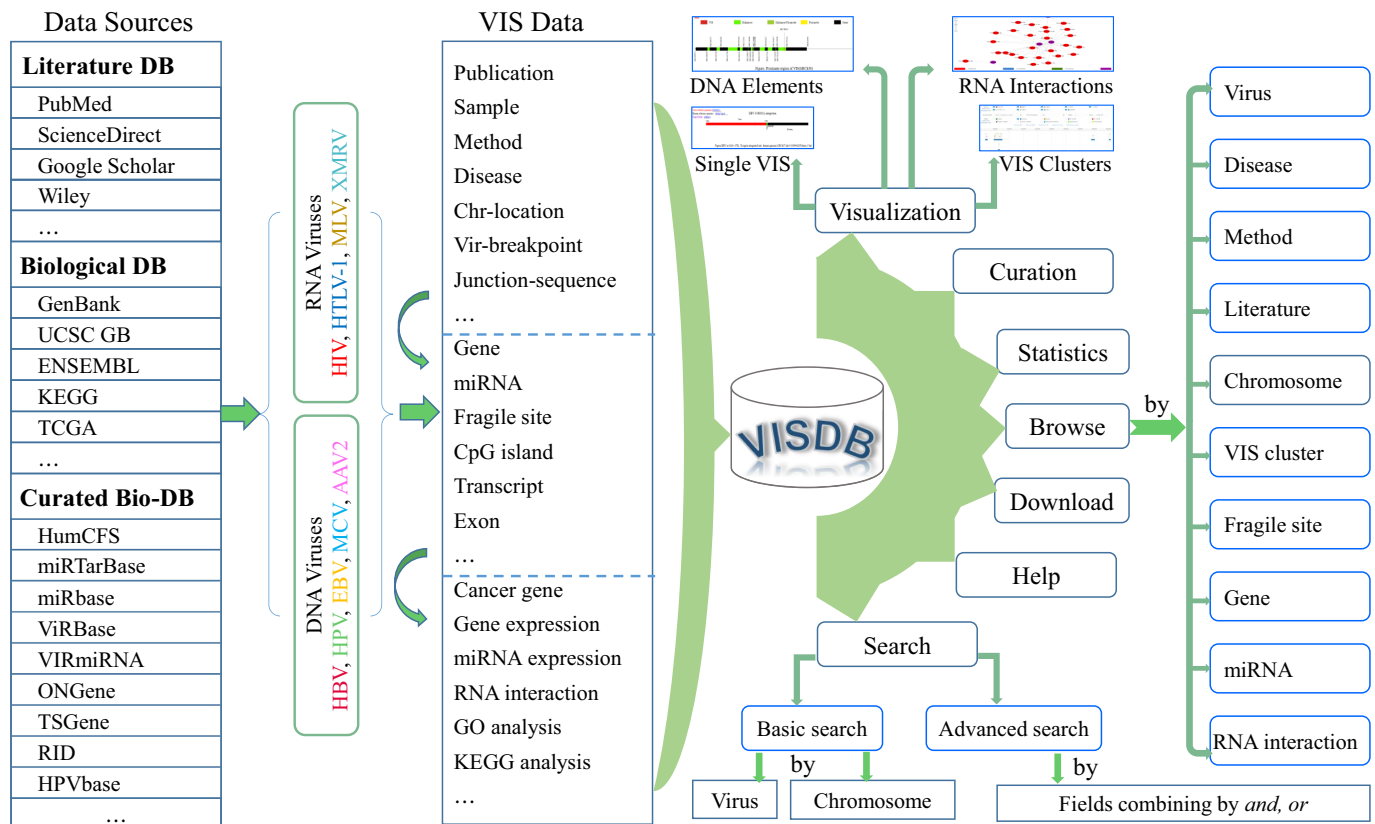 Data Sources
Literature DB
PubMed
ScienceDirect
Google Scholar
Wiley
…
Biological DB
GenBank
UCSC GB
ENSEMBL
KEGG
TCGA
…
Curated Bio-DB
HumCFS
miRTarBase
miRbase
ViRBase
VIRmiRNA
ONGene
TSGene
RID
HPVbase
…
RNA Viruses
HIV, HTLV-1, MLV, XMRV
DNA Viruses
HBV, HPV, EBV, MCV, AAV2
VIS Data
Publication
Sample
Method
Disease
Chr-location
Vir-breakpoint
Junction-sequence
…
Gene
miRNA
Fragile site
CpG island
Transcript
Exon
…
Cancer gene
Gene expression
miRNA expression
RNA interaction
GO analysis
KEGG analysis
…
VISDB
DNA Elements
RNA Interactions
Single VIS
VIS Clusters
Visualization
Curation
Statistics
Browse
Download
Help
Search
Basic search
Advanced search
by
Virus
Chromosome
by
Fields combining by and, or
by
Virus
Disease
Method
Literature
Chromosome
VIS cluster
Fragile site
Gene
miRNA
RNA interaction